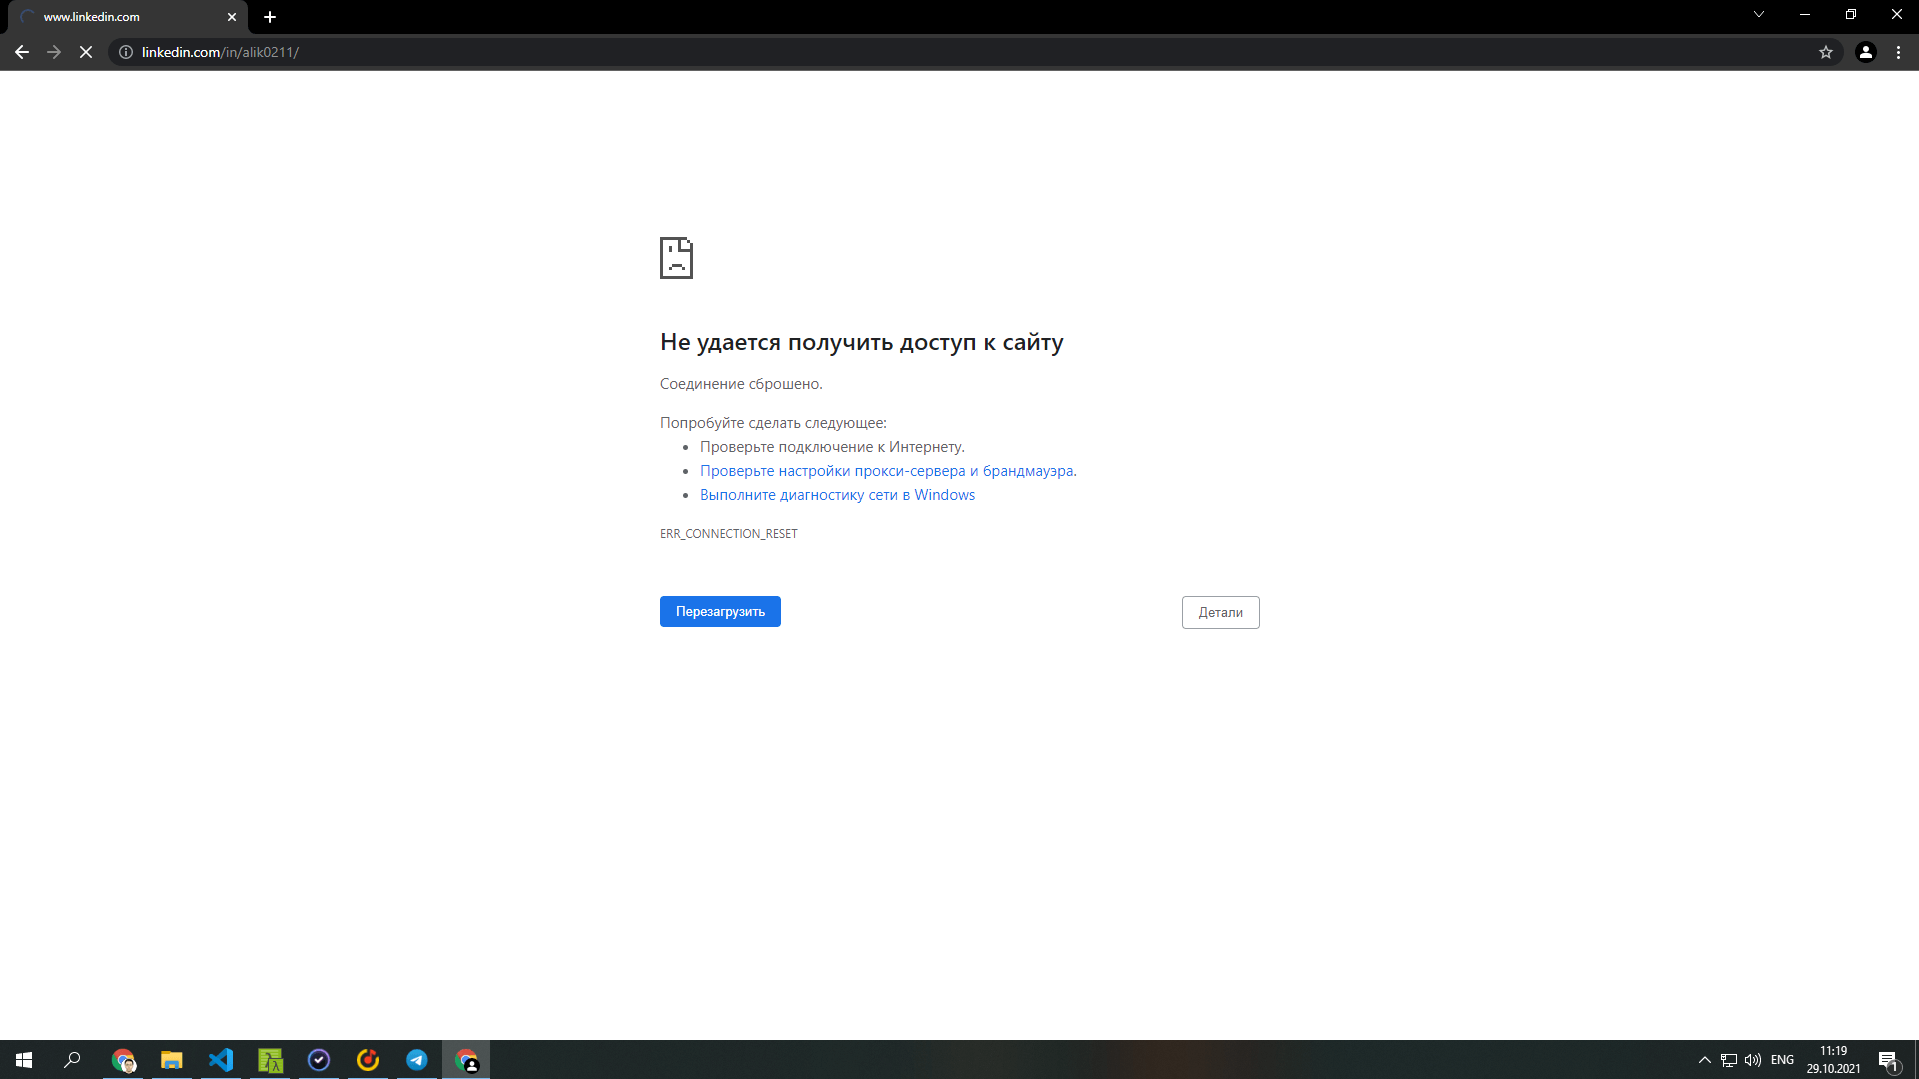 www.linkedin.com
linkedin.com/in/alik0211/
Не удается получить доступ к сайту
Соединение сброшено.
Попробуйте сделать следующее:
Проверьте подключение к Интернету.
Проверьте настройки прокси-сервера и брандмауэра.
Выполните диагностику сети в Windows
ERR_CONNECTION_RESET
Перезагрузить
Детали
ENG
11:19
29.10.2021
1